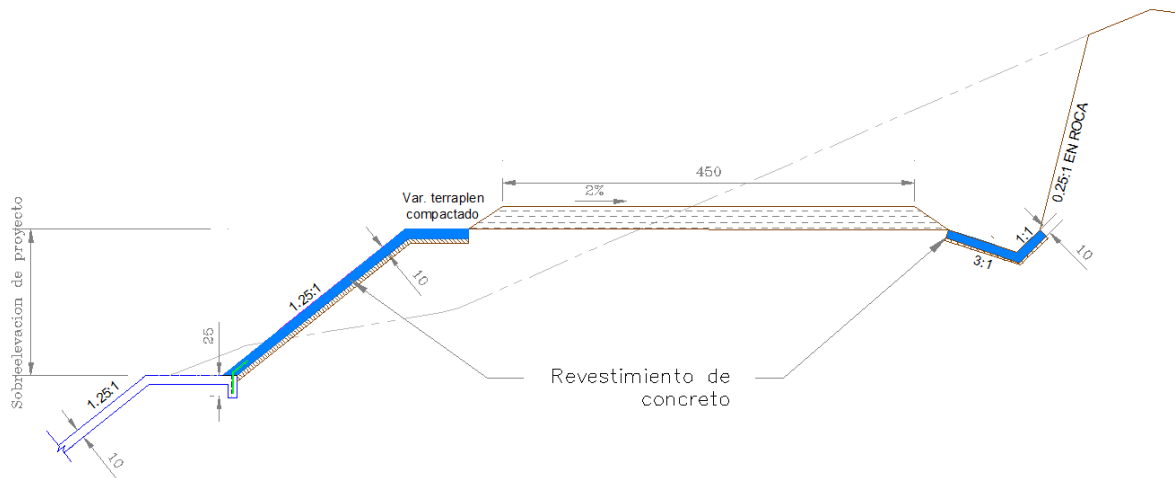 450
2%
Var. terraplen
compactado
0.25:1 EN ROCA
1:1
3:1
10
10
1.25:1
Sobreelevacion de proyecto
25
Revestimiento de
concreto
1.25:1
10